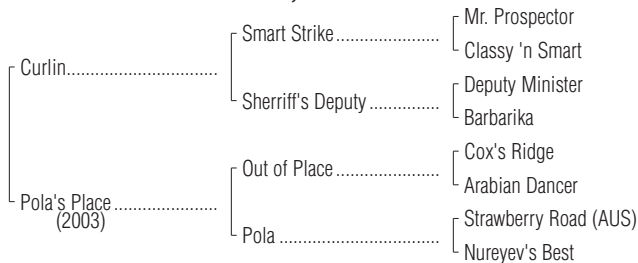 Mr. Prospector
Smart Strike
Classy 'n Smart
Curlin
Deputy Minister
Sherriff's Deputy
Barbarika
Cox's Ridge
Out of Place
Arabian Dancer
Pola's Place
(2003)
Strawberry Road (AUS)
Pola
Nureyev's Best